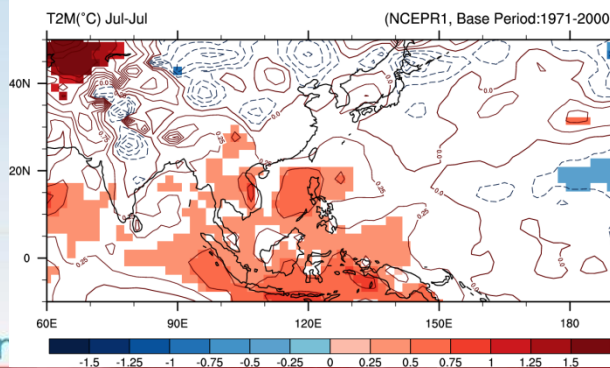 T2M(°C) Jul-Jul (NCEPR1, Base Period:1971-2000
40N
20N
0
60E 90E 120E 150E 180
-1.5 -1.25 -1 -0.75 -0.5 -0.25 0 0.25 0.5 0.75 1 1.25 1.5